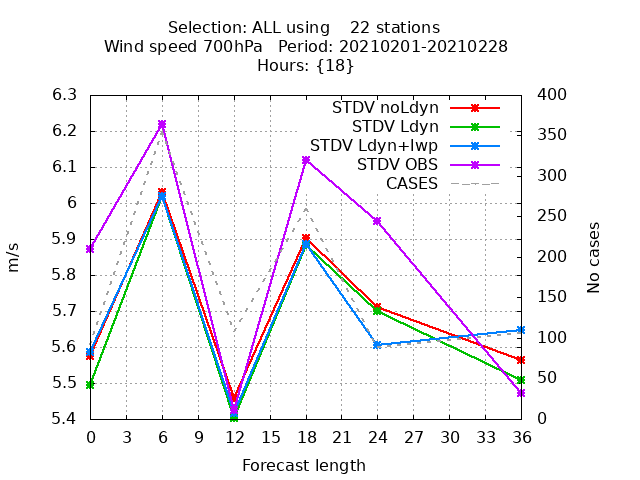 Selection: ALL using    22 stations
Wind speed 700hPa   Period: 20210201-20210228
Hours: {18}
6.3
6.2
6.1
6
5.9
5.8
5.7
5.6
5.5
5.4
m/s
STDV noLdyn
STDV Ldyn
STDV Ldyn+lwp
STDV OBS
CASES
400
350
300
250
200
150
100
50
0
No cases
0 3 6 9 12 15 18 21 24 27 30 33 36
Forecast length